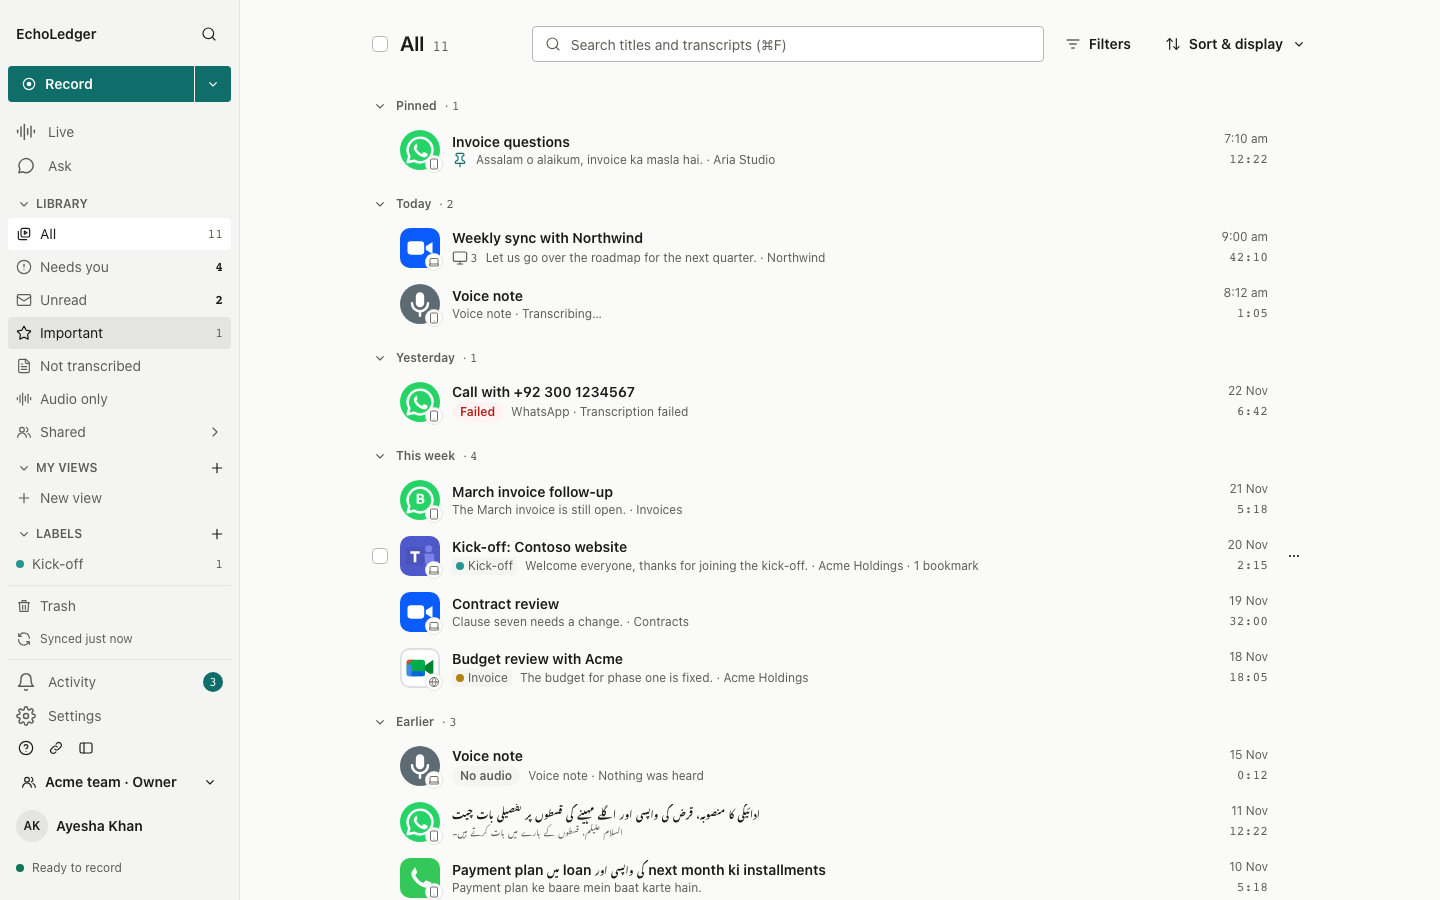 EchoLedger
Record
Live
Ask
LIBRARY
All 11
Needs you 4
Unread 2
Important 1
Not transcribed
Audio only
Shared
MY VIEWS
New view
LABELS
Kick-off 1
Trash
Synced just now
Activity 3
Settings
Acme team · Owner
AK Ayesha Khan
Ready to record
All 11
Search titles and transcripts (⌘F)
Filters
Sort & display
Pinned · 1
Invoice questions 7:10 am
Assalam o alaikum, invoice ka masla hai. · Aria Studio 12:22
Today · 2
Weekly sync with Northwind 9:00 am
3 Let us go over the roadmap for the next quarter. · Northwind 42:10
Voice note 8:12 am
Voice note · Transcribing... 1:05
Yesterday · 1
Call with +92 300 1234567 22 Nov
Failed WhatsApp · Transcription failed 6:42
This week · 4
B
March invoice follow-up 21 Nov
The March invoice is still open. · Invoices 5:18
T
Kick-off: Contoso website 20 Nov
Kick-off Welcome everyone, thanks for joining the kick-off. · Acme Holdings · 1 bookmark 2:15
Contract review 19 Nov
Clause seven needs a change. · Contracts 32:00
Budget review with Acme 18 Nov
Invoice The budget for phase one is fixed. · Acme Holdings 18:05
Earlier · 3
Voice note 15 Nov
No audio Voice note · Nothing was heard 0:12
ادائیگی کا منصوبہ، قرض کی واپسی اور اگلے مہینے کی قسطوں پر تفصیلی بات چیت 11 Nov
السلام علیکم، قسطوں کے بارے میں بات کرتے ہیں۔ 12:22
Payment plan میں loan کی واپسی اور next month ki installments 10 Nov
Payment plan ke baare mein baat karte hain. 5:18